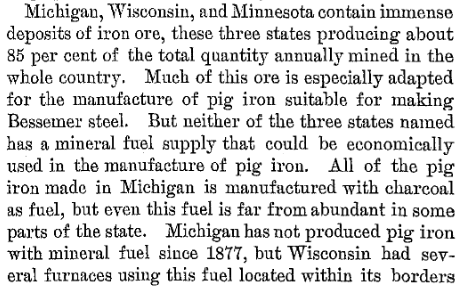 Michigan, Wisconsin, and Minnesota contain immense
deposits of iron ore, these three states producing about
85 per cent of the total quantity annually mined in the
whole country. Much of this ore is especially adapted
for the manufacture of pig iron suitable for making
Bessemer steel. But neither of the three states named
has a mineral fuel supply that could be economically
used in the manufacture of pig iron. All of the pig
iron made in Michigan is manufactured with charcoal
as fuel, but even this fuel is far from abundant in some
parts of the state. Michigan has not produced pig iron
with mineral fuel since 1877, but Wisconsin had sev-
eral furnaces using this fuel located within its borders